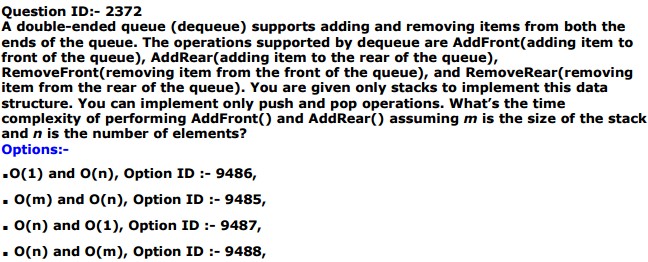 Question ID:- 2372
A double-ended queue (dequeue) supports adding and removing items from both the
ends of the queue. The operations supported by dequeue are AddFront(adding item to
front of the queue), AddRear(adding item to the rear of the queue),
RemoveFront(removing item from the front of the queue), and RemoveRear(removing
item from the rear of the queue). You are given only stacks to implement this data
structure. You can implement only push and pop operations. What's the time
complexity of performing AddFront() and AddRear() assuming m is the size of the stack
and n is the number of elements?
Options:-
▪O(1) and O(n), Option ID :- 9486,
▪ O(m) and O(n), Option ID :- 9485,
▪ O(n) and O(1), Option ID :- 9487,
▪ O(n) and O(m), Option ID :- 9488,